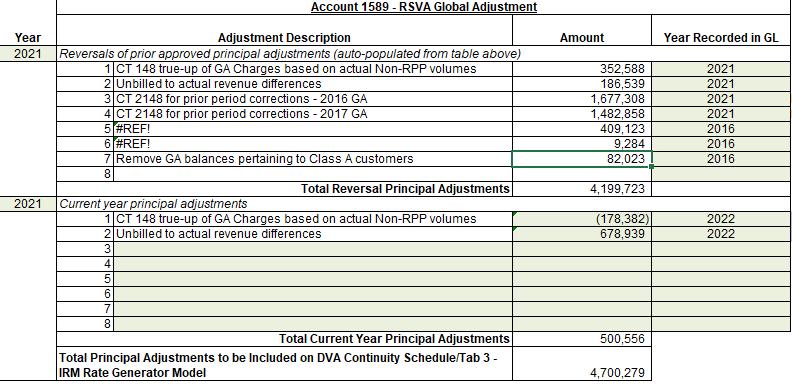 Account 1589 - RSVA Global Adjustment
Year Adjustment Description Amount Year Recorded in GL
2021 Reversals of prior approved principal adjustments (auto-populated from table above)
1 CT 148 true-up of GA Charges based on actual Non-RPP volumes 352,588 2021
2 Unbilled to actual revenue differences 186,539 2021
3 CT 2148 for prior period corrections - 2016 GA 1,677,308 2021
4 CT 2148 for prior period corrections - 2017 GA 1,482,858 2021
5 #REF! 409,123 2016
6 #REF! 9,284 2016
7 Remove GA balances pertaining to Class A customers 82,023 2016
8
Total Reversal Principal Adjustments 4,199,723
2021 Current year principal adjustments
1 CT 148 true-up of GA Charges based on actual Non-RPP volumes (178,382) 2022
2 Unbilled to actual revenue differences 678,939 2022
3
4
5
6
7
8
Total Current Year Principal Adjustments 500,556
Total Principal Adjustments to be Included on DVA Continuity Schedule/Tab 3 -
IRM Rate Generator Model 4,700,279